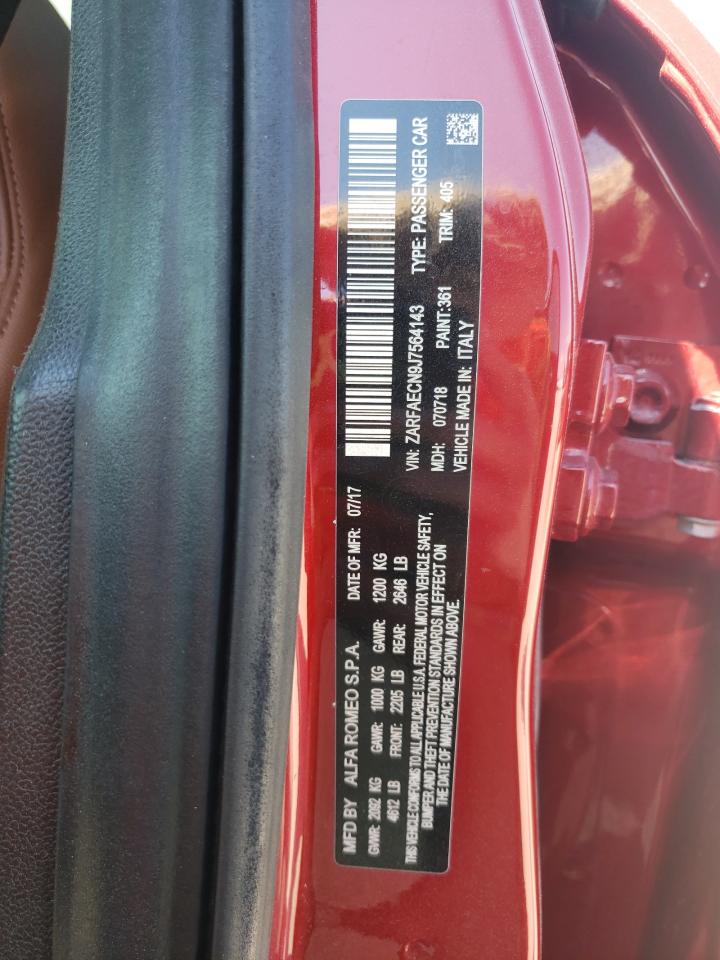 MFD BY ALFA ROMEO S.P.A. DATE OF MFR: 07/17
GVWR: 2092 KG GAWR: 1000 KG GAWR: 1200 KG
4612 LB FRONT: 2205 LB REAR: 2646 LB
THIS VEHICLE CONFORMS TO ALL APPLICABLE U.S.A. FEDERAL MOTOR VEHICLE SAFETY,
BUMPER AND THEFT PREVENTION STANDARDS IN EFFECT ON
THE DATE OF MANUFACTURE SHOWN ABOVE.
VIN: ZARFAECN9J7564143 TYPE: PASSENGER CAR
MDH: 070718 PAINT:361 TRIM: 405
VEHICLE MADE IN: ITALY